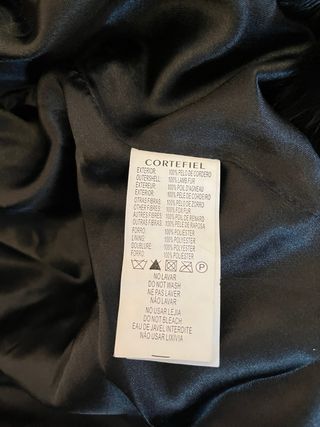 CORTEFIEL
EXTERIOR: 100% PELO DE CORDERO
OUTERSHELL: 100% LAMB FUR
EXTERIEUR: 100% POIL D'AGNEAU
EXTERIOR: 100% PELO DE CORDEIRO
OTRAS FIBRAS: 100% PELO DE ZORRO
OTHER FIBRES: 100% FOX FUR
AUTRES FIBRES: 100% POIL DE RENARD
OUTRAS FIBRAS: 100% PELE DE RAPOSA
FORRO: 100% POLIESTER
LINING: 100% POLYESTER
DOUBLURE: 100% POLYESTER
FORRO: 100% POLIESTER
P
NO LAVAR
DO NOT WASH
NE PAS LAVER
NÃO LAVAR
NO USAR LEJIA
DO NOT BLEACH
EAU DE JAVEL INTERDITE
NÃO USAR LIXIVIA